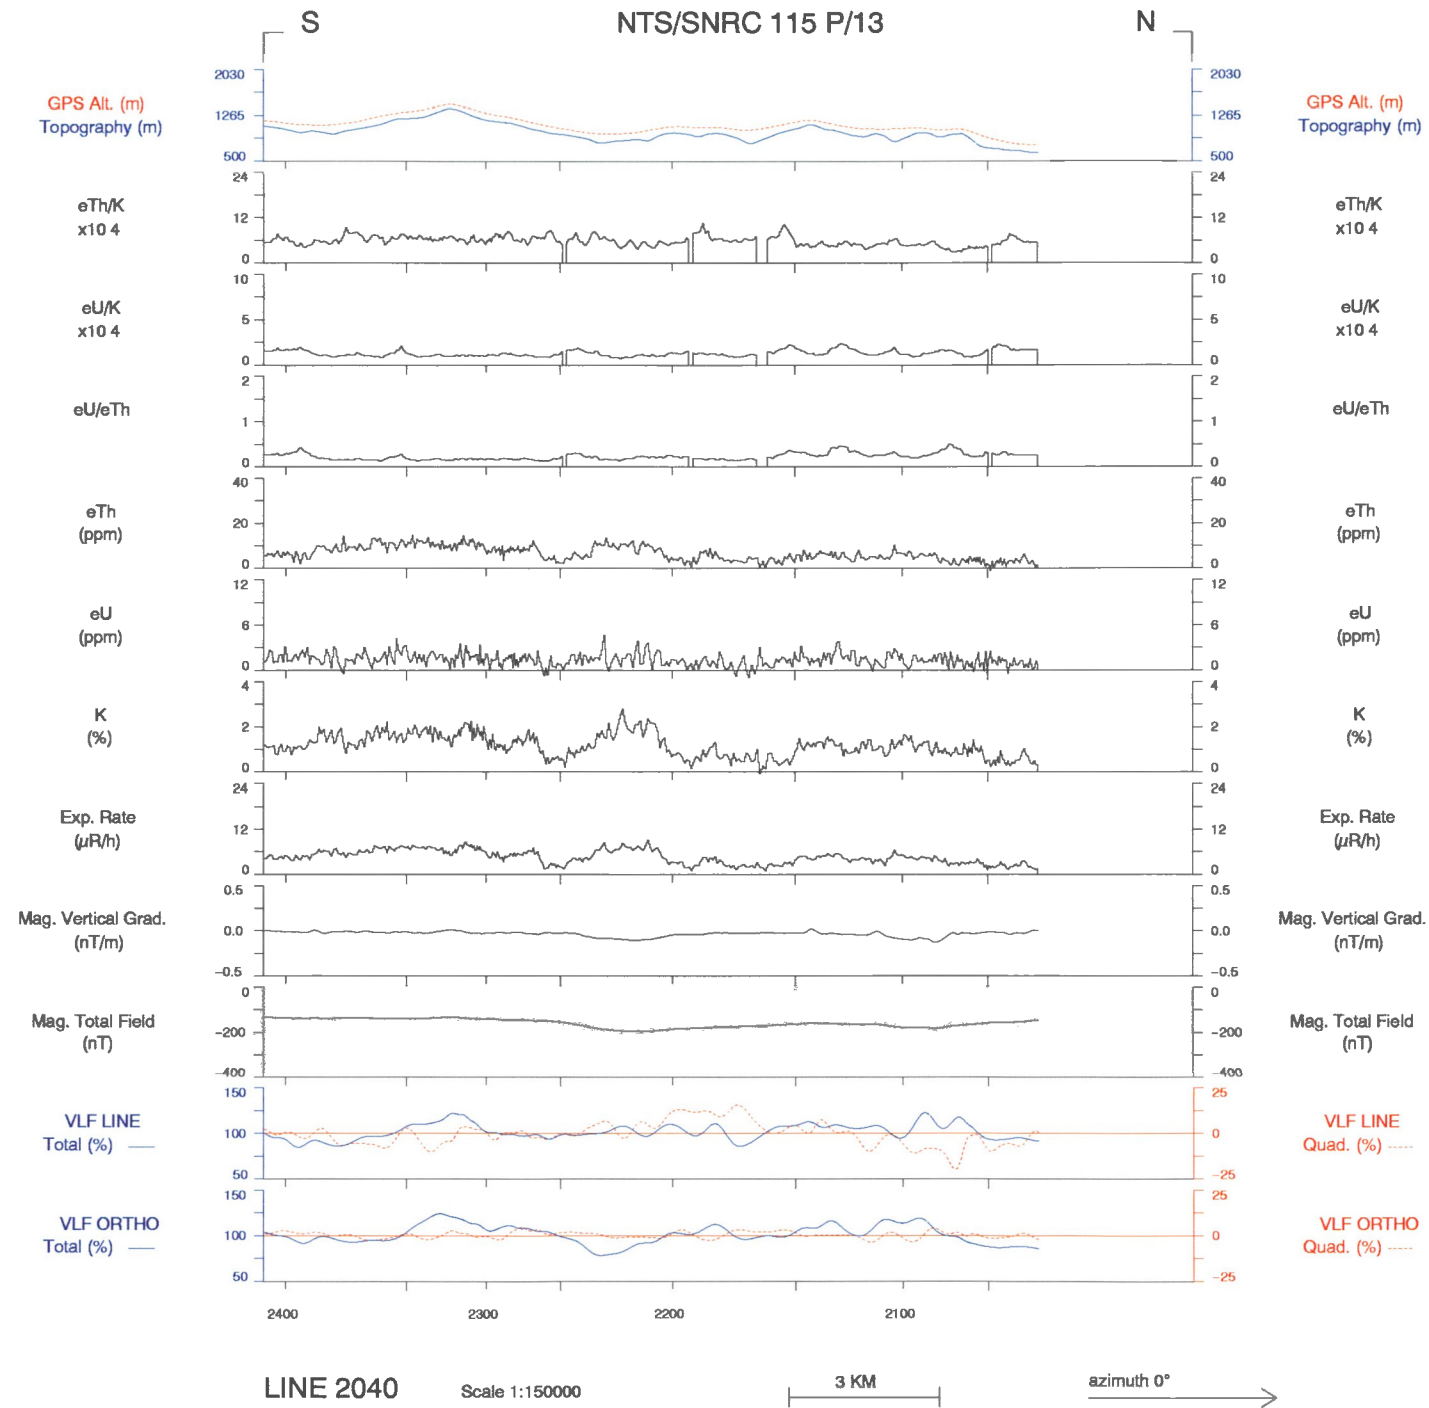 S NTS/SNRC 115 P/13 N
2030 2030
GPS Alt. (m) 1265 1265 GPS Alt. (m)
Topography (m) 500 500 Topography (m)
24 24
eTh/K 12 12 eTh/K
x10 4 0 0 x10 4
10 10
eU/K 5 5 eU/K
x10 4 0 0 x10 4
2 2
eU/eTh 1 1 eU/eTh
0 0
40 40
eTh 20 20 eTh
(ppm) 0 0 (ppm)
12 12
eU 6 6 eU
(ppm) 0 0 (ppm)
4 4
K 2 2 K
(%) 0 0 (%)
24 24
Exp. Rate 12 12 Exp. Rate
(μR/h) 0 0 (μR/h)
0.5 0.5
Mag. Vertical Grad. 0.0 0.0 Mag. Vertical Grad.
(nT/m) -0.5 -0.5 (nT/m)
0 0
Mag. Total Field -200 -200 Mag. Total Field
(nT) -400 -400 (nT)
150 25
VLF LINE 100 0 VLF LINE
Total (%) 50 -25 Quad. (%)
150 25
VLF ORTHO 100 0 VLF ORTHO
Total (%) 50 -25 Quad. (%)
2400 2300 2200 2100
LINE 2040 Scale 1:150000 3 KM azimuth 0°